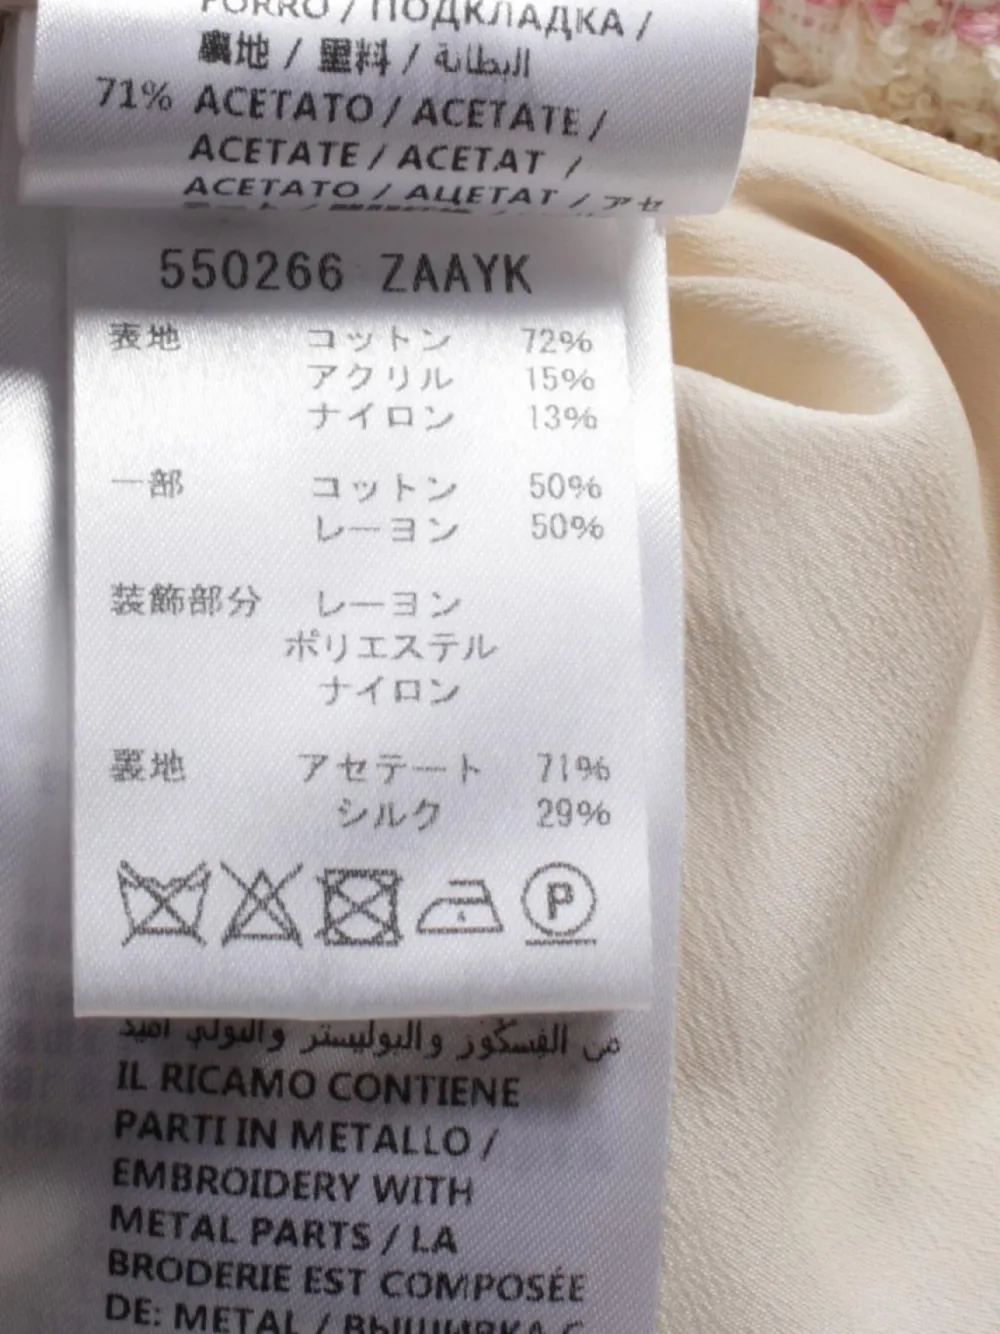 FORRO / ПОДКЛАДКА /
裏地 / 里料 / البطانة
71% ACETATO / ACETATE /
ACETATE / ACETAT /
ACETATO / АЦЕТАТ / アセ
550266 ZAAYK
表地 コットン 72%
アクリル 15%
ナイロン 13%
一部 コットン 50%
レーヨン 50%
装飾部分 レーヨン
ポリエステル
ナイロン
裏地 アセテート 71%
シルク 29%
P
من الفسكوز والبوليستر والبولي أميد
IL RICAMO CONTIENE
PARTI IN METALLO /
EMBROIDERY WITH
METAL PARTS / LA
BRODERIE EST COMPOSÉE
DE: METAL / ВЫШИВКА С